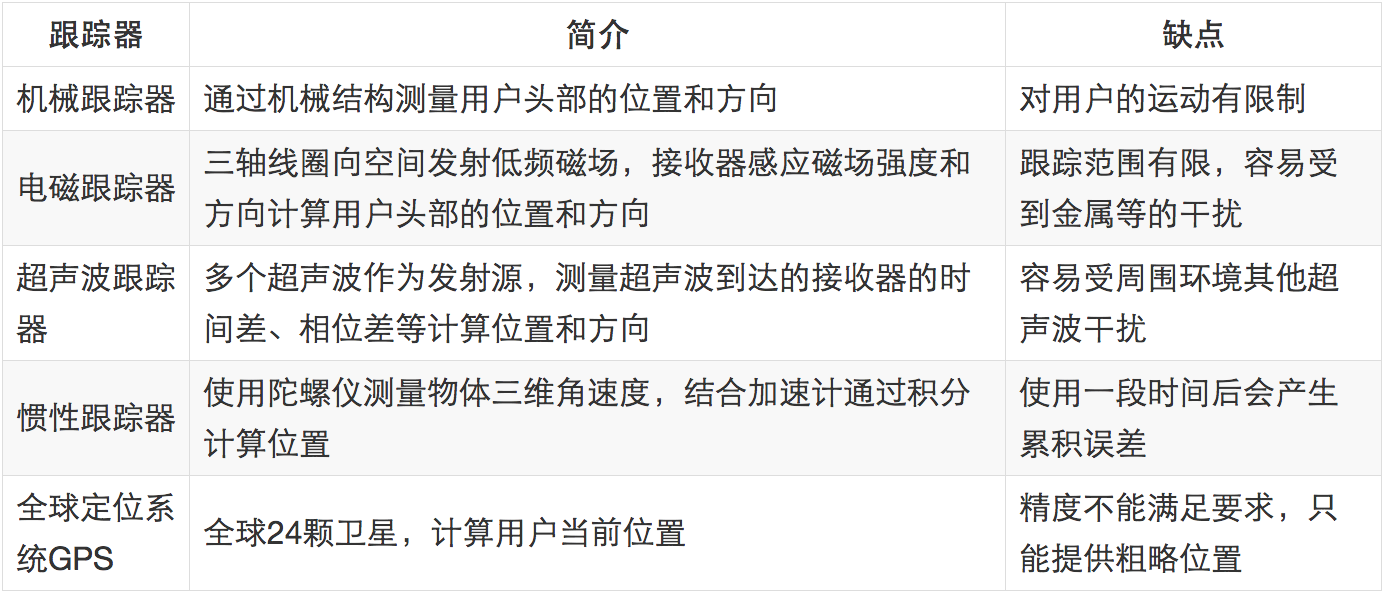 跟踪器 简介 缺点
机械跟踪器 通过机械结构测量用户头部的位置和方向 对用户的运动有限制
电磁跟踪器
三轴线圈向空间发射低频磁场，接收器感应磁场强度和
方向计算用户头部的位置和方向
跟踪范围有限，容易受
到金属等的干扰
超声波跟踪
器
多个超声波作为发射源，测量超声波到达的接收器的时
间差、相位差等计算位置和方向
容易受周围环境其他超
声波干扰
惯性跟踪器
使用陀螺仪测量物体三维角速度，结合加速计通过积分
计算位置
使用一段时间后会产生
累积误差
全球定位系
统GPS
全球24颗卫星，计算用户当前位置
精度不能满足要求，只
能提供粗略位置